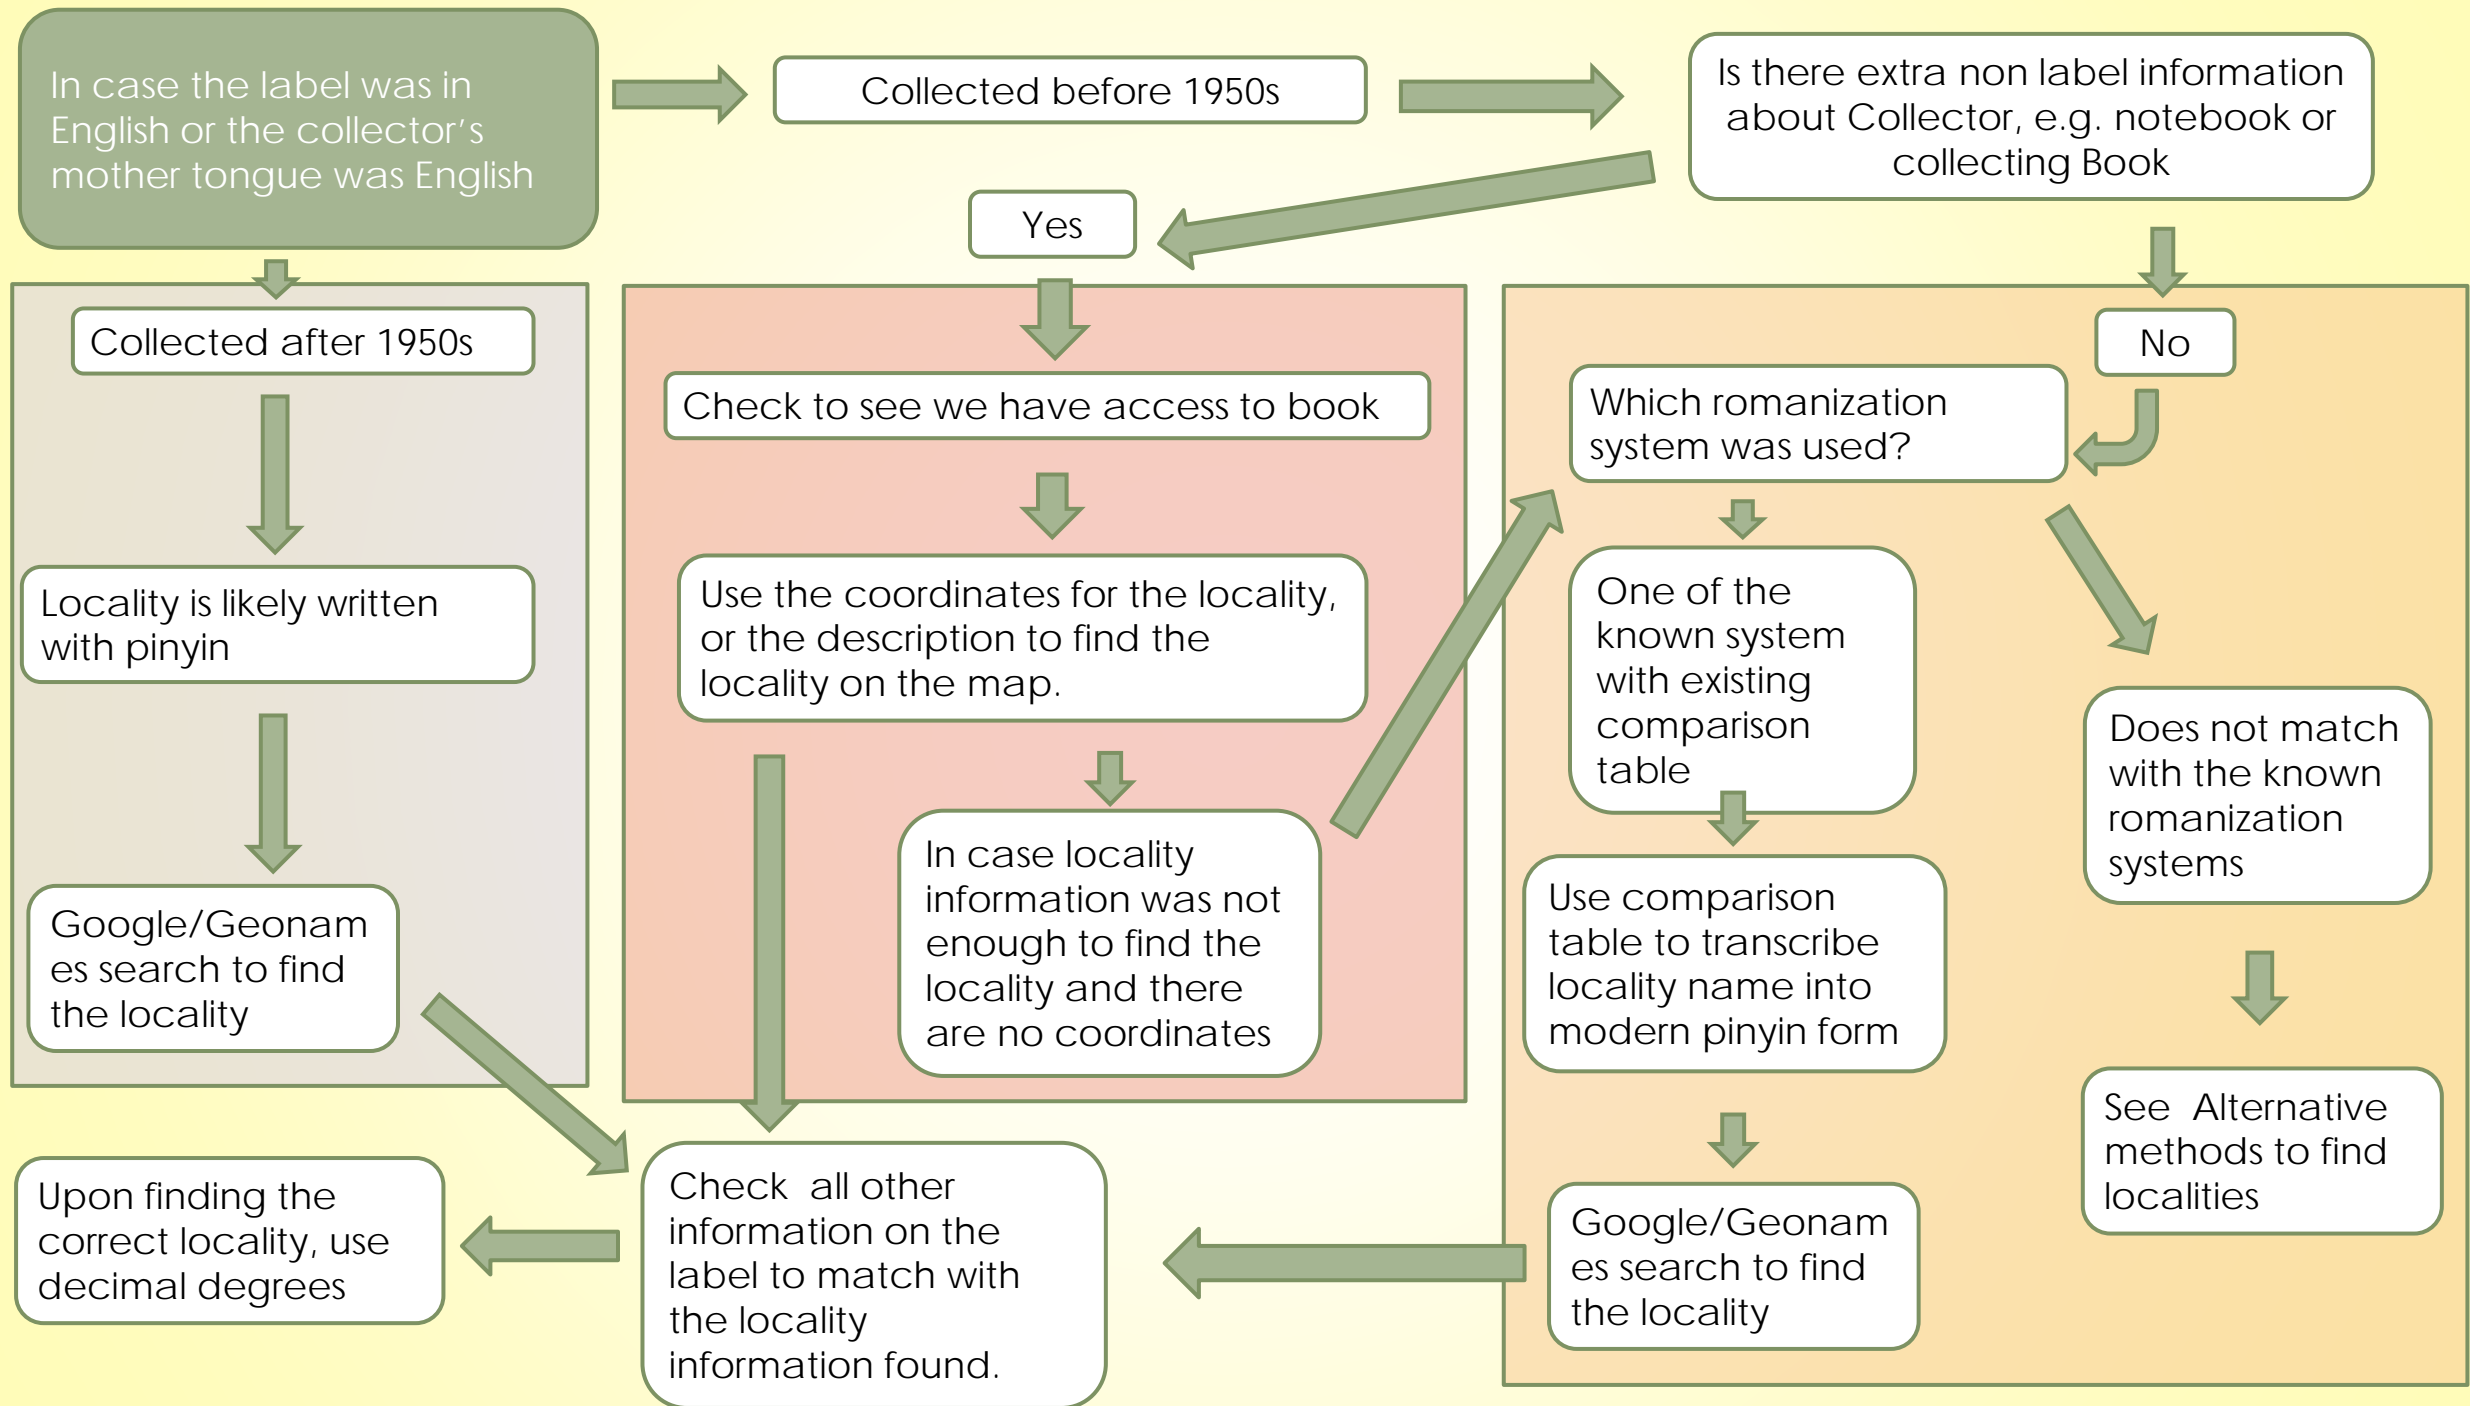 In case the label was in
English or the collector's
mother tongue was English
Collected before 1950s
Is there extra non label information
about Collector, e.g. notebook or
collecting Book
Yes
No
Collected after 1950s
Locality is likely written
with pinyin
Google/Geonam
es search to find
the locality
Check to see we have access to book
Use the coordinates for the locality,
or the description to find the
locality on the map.
In case locality
information was not
enough to find the
locality and there
are no coordinates
Which romanization
system was used?
One of the
known system
with existing
comparison
table
Use comparison
table to transcribe
locality name into
modern pinyin form
Google/Geonam
es search to find
the locality
Does not match
with the known
romanization
systems
See  Alternative
methods to find
localities
Check  all other
information on the
label to match with
the locality
information found.
Upon finding the
correct locality, use
decimal degrees